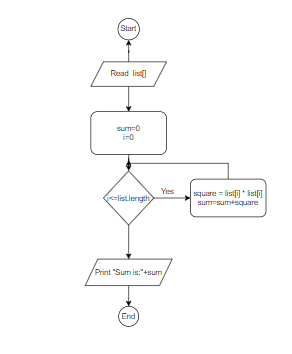 Start
Read list[]
sum=0
i=0
i<=list.length
Yes
square = list[i] * list[i]
sum=sum+square
Print "Sum is:"+sum
End